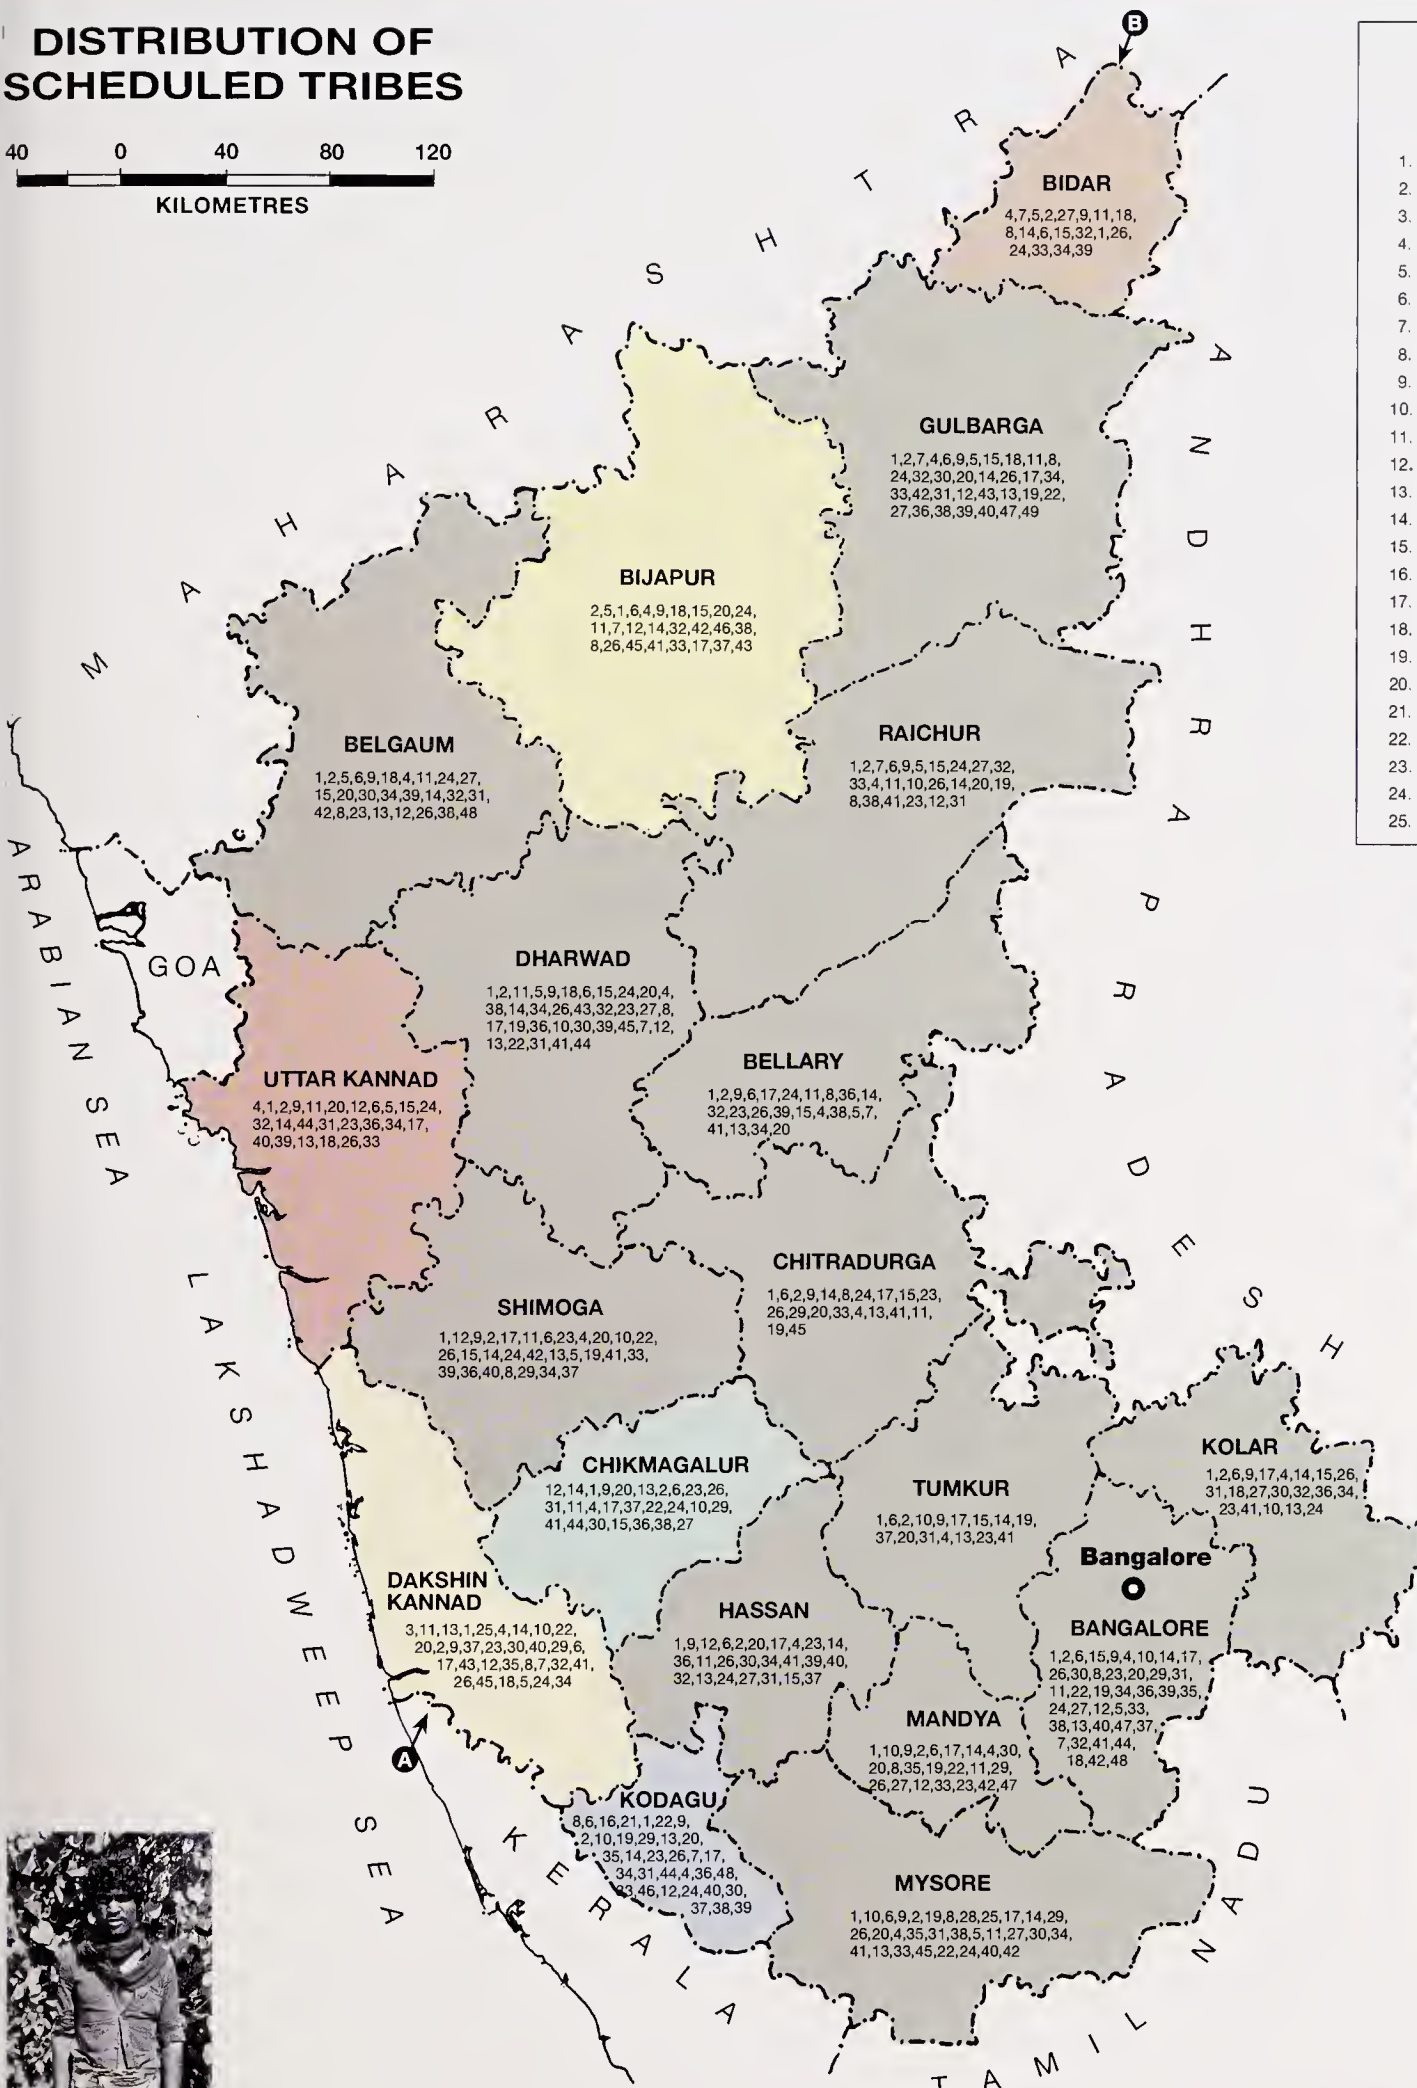 DISTRIBUTION OF
SCHEDULED TRIBES
40 0 40 80 120
KILOMETRES
B
MAHARASHTRA
ANDHRA PRADESH
BIDAR
4,7,5,2,27,9,11,18,
8,14,6,15,32,1,26,
24,33,34,39
GULBARGA
1,2,7,4,6,9,5,15,18,11,8,
24,32,30,20,14,26,17,34,
33,42,31,12,43,13,19,22,
27,36,38,39,40,47,49
BIJAPUR
2,5,1,6,4,9,18,15,20,24,
11,7,12,14,32,42,46,38,
8,26,45,41,33,17,37,43
BELGAUM
1,2,5,6,9,18,4,11,24,27,
15,20,30,34,39,14,32,31,
42,8,23,13,12,26,38,48
RAICHUR
1,2,7,6,9,5,15,24,27,32,
33,4,11,10,26,14,20,19,
8,38,41,23,12,31
GOA
ARABIAN SEA
DHARWAD
1,2,11,5,9,18,6,15,24,20,4,
38,14,34,26,43,32,23,27,8,
17,19,36,10,30,39,45,7,12,
13,22,31,41,44
UTTAR KANNAD
4,1,2,9,11,20,12,6,5,15,24,
32,14,44,31,23,36,34,17,
40,39,13,18,26,33
BELLARY
1,2,9,6,17,24,11,8,36,14,
32,23,26,39,15,4,38,5,7,
41,13,34,20
CHITRADURGA
1,6,2,9,14,8,24,17,15,23,
26,29,20,33,4,13,41,11,
19,45
SHIMOGA
1,12,9,2,17,11,6,23,4,20,10,22,
26,15,14,24,42,13,5,19,41,33,
39,36,40,8,29,34,37
LAKSHADWEEP SEA
CHIKMAGALUR
12,14,1,9,20,13,2,6,23,26,
31,11,4,17,37,22,24,10,29,
41,44,30,15,36,38,27
TUMKUR
1,6,2,10,9,17,15,14,19,
37,20,31,4,13,23,41
KOLAR
1,2,6,9,17,4,14,15,26,
31,18,27,30,32,36,34,
23,41,10,13,24
Bangalore
BANGALORE
1,2,6,15,9,4,10,14,17,
26,30,8,23,20,29,31,
11,22,19,34,36,39,35,
24,27,12,5,33,
38,13,40,47,37,
7,32,41,44,
18,42,48
DAKSHIN
KANNAD
3,11,13,1,25,4,14,10,22,
20,2,9,37,23,30,40,29,6,
17,43,12,35,8,7,32,41,
26,45,18,5,24,34
HASSAN
1,9,12,6,2,20,17,4,23,14,
36,11,26,30,34,41,39,40,
32,13,24,27,31,15,37
MANDYA
1,10,9,2,6,17,14,4,30,
20,8,35,19,22,11,29,
26,27,12,33,23,42,47
A
KODAGU
8,6,16,21,1,22,9,
2,10,19,29,13,20,
35,14,23,26,7,17,
34,31,44,4,36,48,
33,46,12,24,40,30,
37,38,39
MYSORE
1,10,6,9,2,19,8,28,25,17,14,29,
26,20,4,35,31,38,5,11,27,30,34,
41,13,33,45,22,24,40,42
KERALA
TAMIL NADU
1.
2.
3.
4.
5.
6.
7.
8.
9.
10.
11.
12.
13.
14.
15.
16.
17.
18.
19.
20.
21.
22.
23.
24.
25.